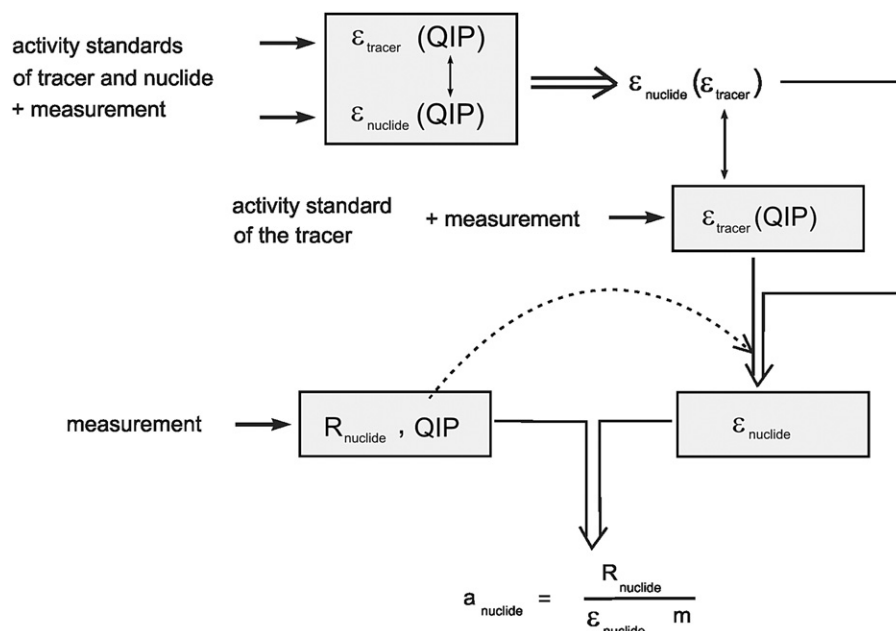 activity standards
of tracer and nuclide
+ measurement
ε tracer (QIP)
ε nuclide (QIP)
ε nuclide (ε tracer)
activity standard
of the tracer
+ measurement
ε tracer (QIP)
measurement
R nuclide , QIP
ε nuclide
a nuclide = R nuclide
ε nuclide m